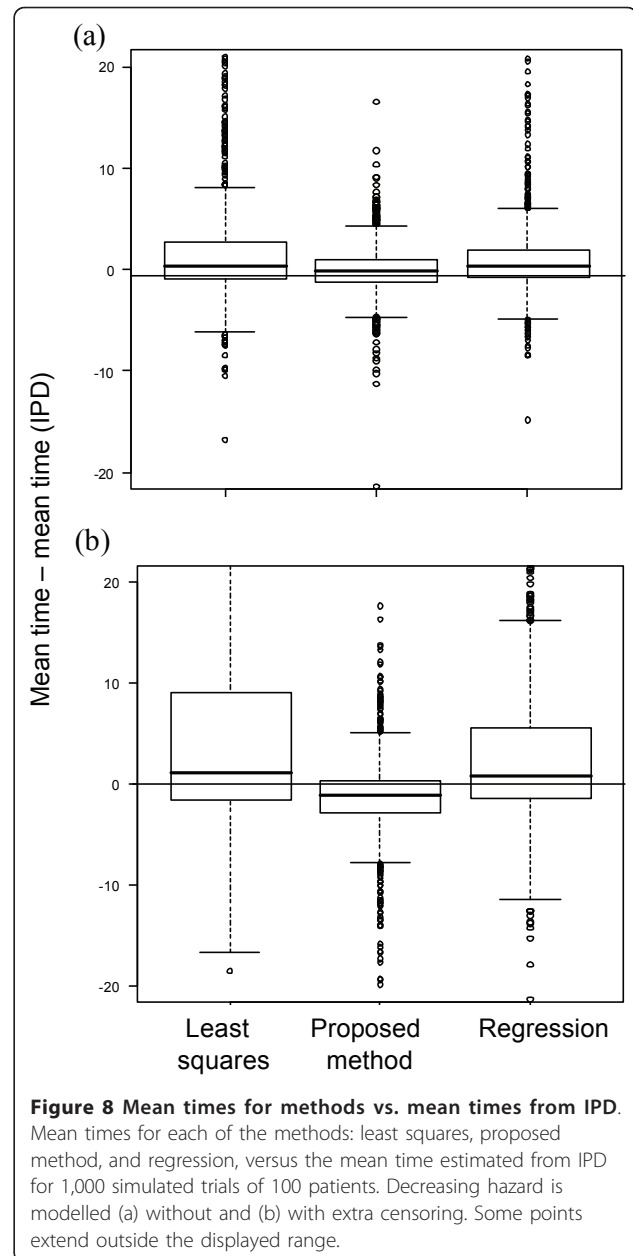 (a)
20
10
0
-10
-20
(b)
20
10
0
-10
-20
Mean time – mean time (IPD)
Least squares
Proposed method
Regression
Figure 8 Mean times for methods vs. mean times from IPD.
Mean times for each of the methods: least squares, proposed
method, and regression, versus the mean time estimated from IPD
for 1,000 simulated trials of 100 patients. Decreasing hazard is
modelled (a) without and (b) with extra censoring. Some points
extend outside the displayed range.